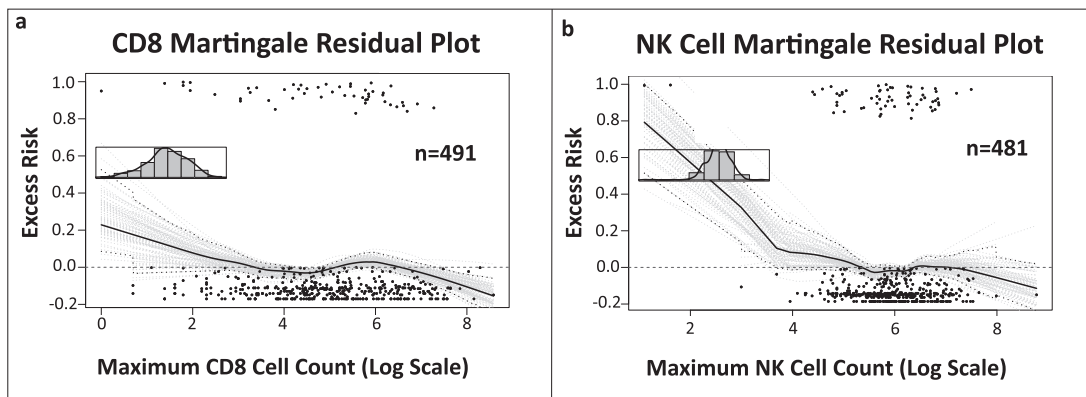 a
CD8 Martingale Residual Plot
Excess Risk
1.0
0.8
0.6
0.4
0.2
0.0
-0.2
n=491
0 2 4 6 8
Maximum CD8 Cell Count (Log Scale)
b
NK Cell Martingale Residual Plot
Excess Risk
1.0
0.8
0.6
0.4
0.2
0.0
-0.2
n=481
2 4 6 8
Maximum NK Cell Count (Log Scale)